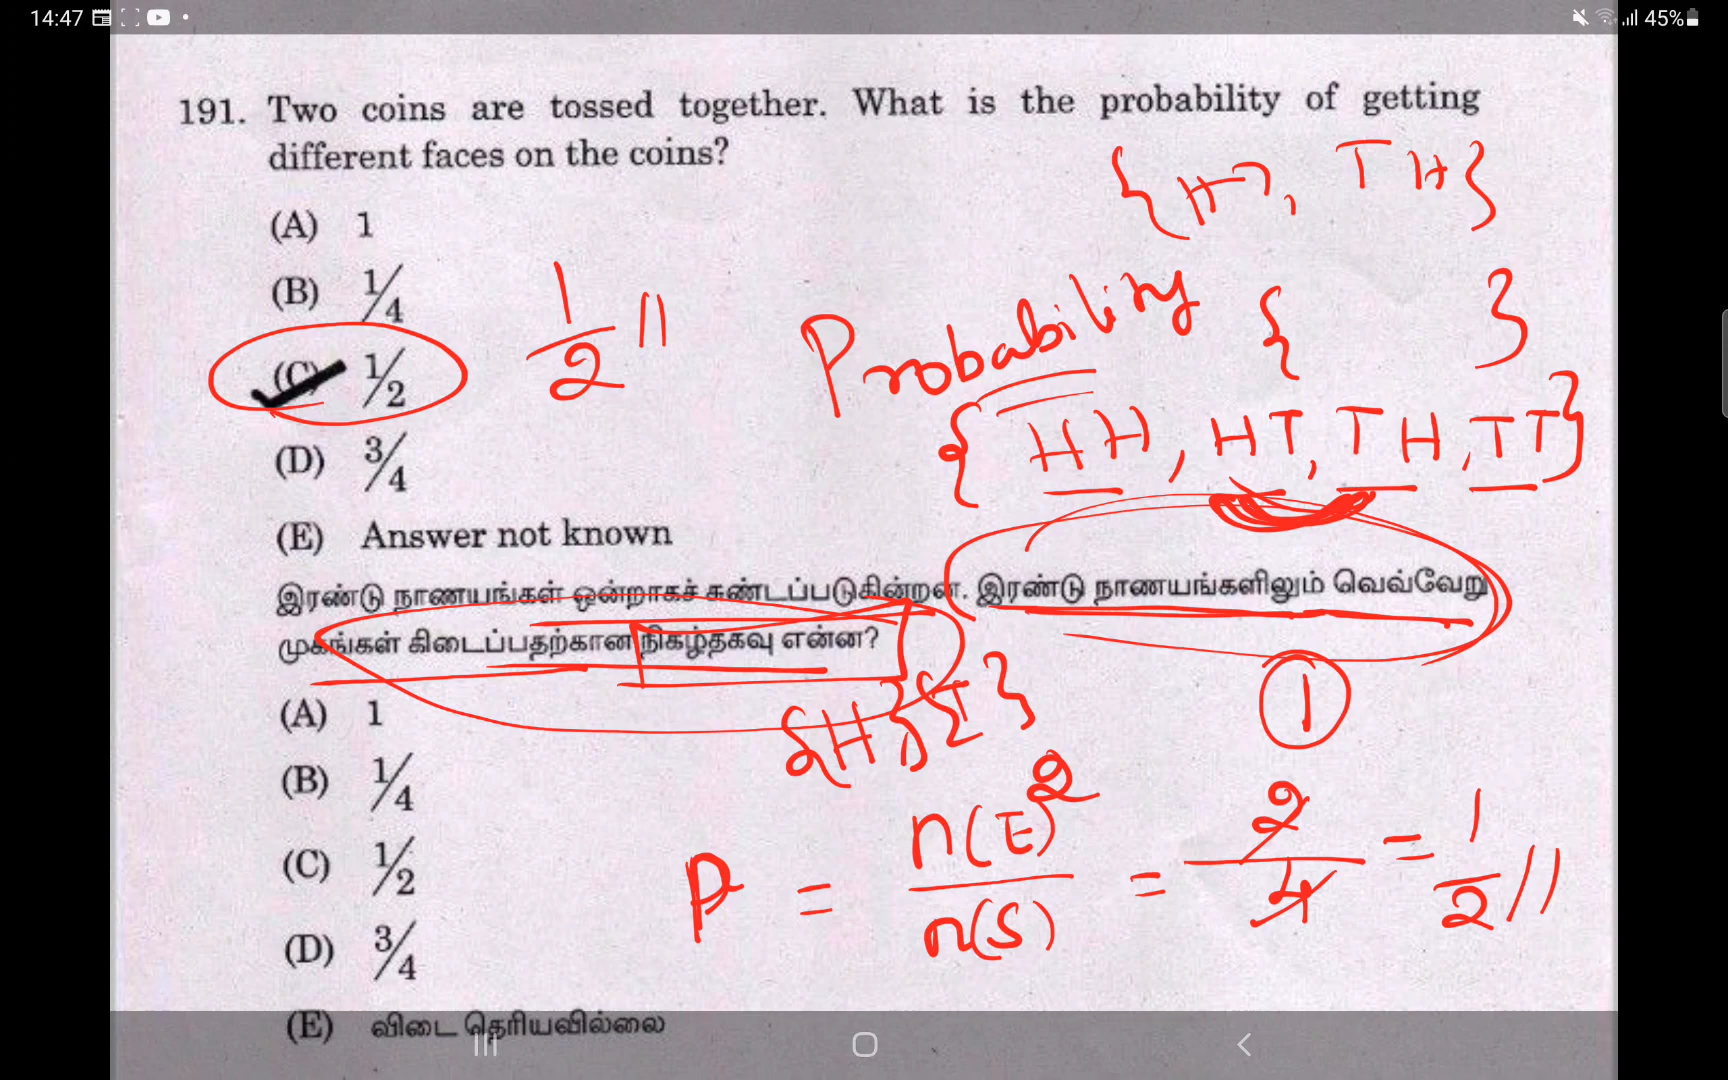 14:47
45%
191. Two coins are tossed together. What is the probability of getting
different faces on the coins?
{HT, TH}
(A) 1
(B) 1/4
1/2 //
Probability { }
(C) 1/2
{HH, HT, TH, TT}
(D) 3/4
(E) Answer not known
இரண்டு நாணயங்கள் ஒன்றாகச் சுண்டப்படுகின்றன. இரண்டு நாணயங்களிலும் வெவ்வேறு
முகங்கள் கிடைப்பதற்கான நிகழ்தகவு என்ன?
(A) 1
{H} {T}
1
(B) 1/4
(C) 1/2
P = n(E) 2 / n(S) = 2/4 = 1/2 //
(D) 3/4
(E) விடை தெரியவில்லை